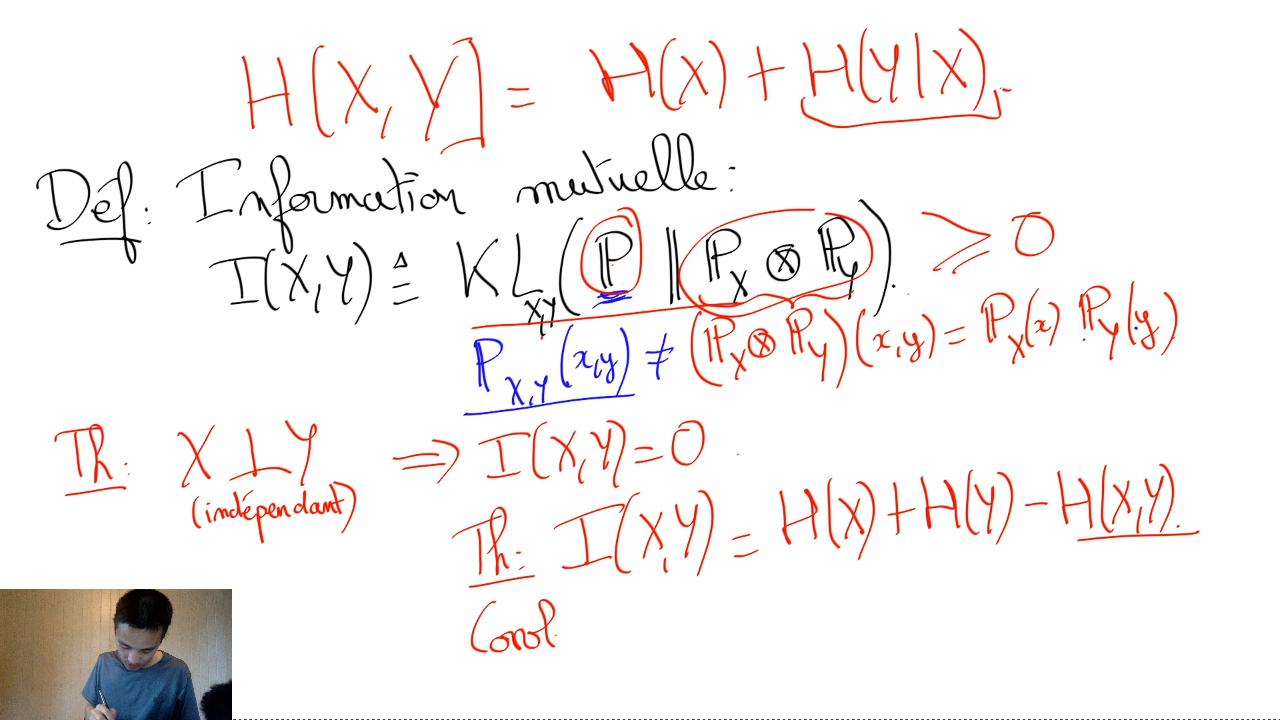 H(X,Y] = H(X) + H(Y|X).
Déf: Information mutuelle:
I(X,Y) ≜ KL_{X,Y}(ℙ ‖ ℙ_X ⊗ ℙ_Y). ⩾ 0
ℙ_{X,Y}(x,y) ≠ (ℙ_X ⊗ ℙ_Y)(x,y) = ℙ_X(x) ℙ_Y(y)
Th: X ⊥ Y ⇒ I(X,Y) = 0
(indépendant)
Th: I(X,Y) = H(X) + H(Y) − H(X,Y).
Corol.